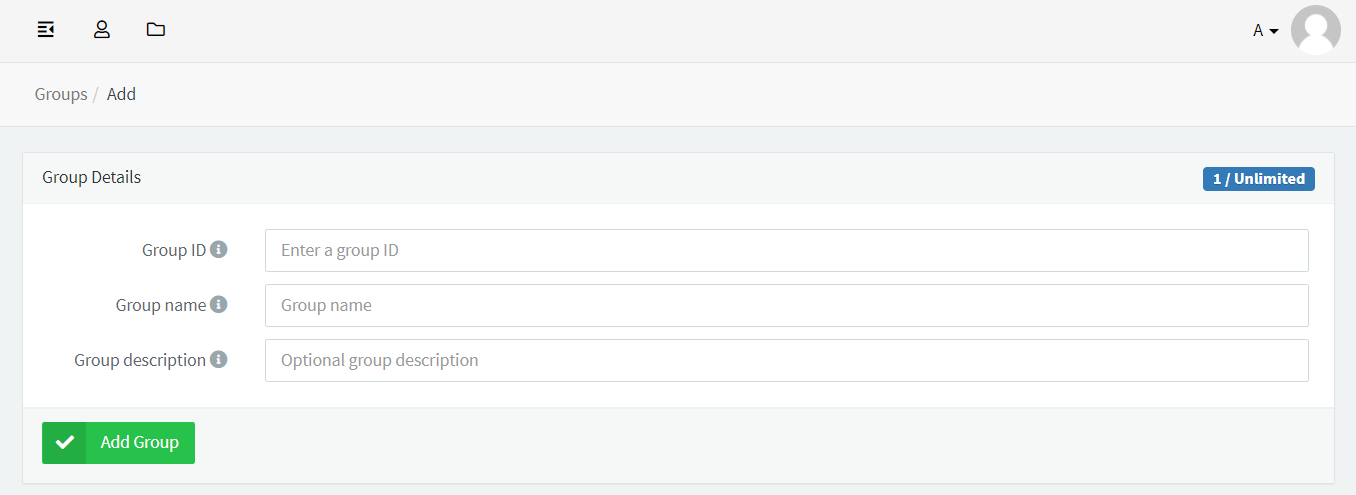 A
Groups / Add
Group Details
1 / Unlimited
Group ID
Enter a group ID
Group name
Group name
Group description
Optional group description
Add Group